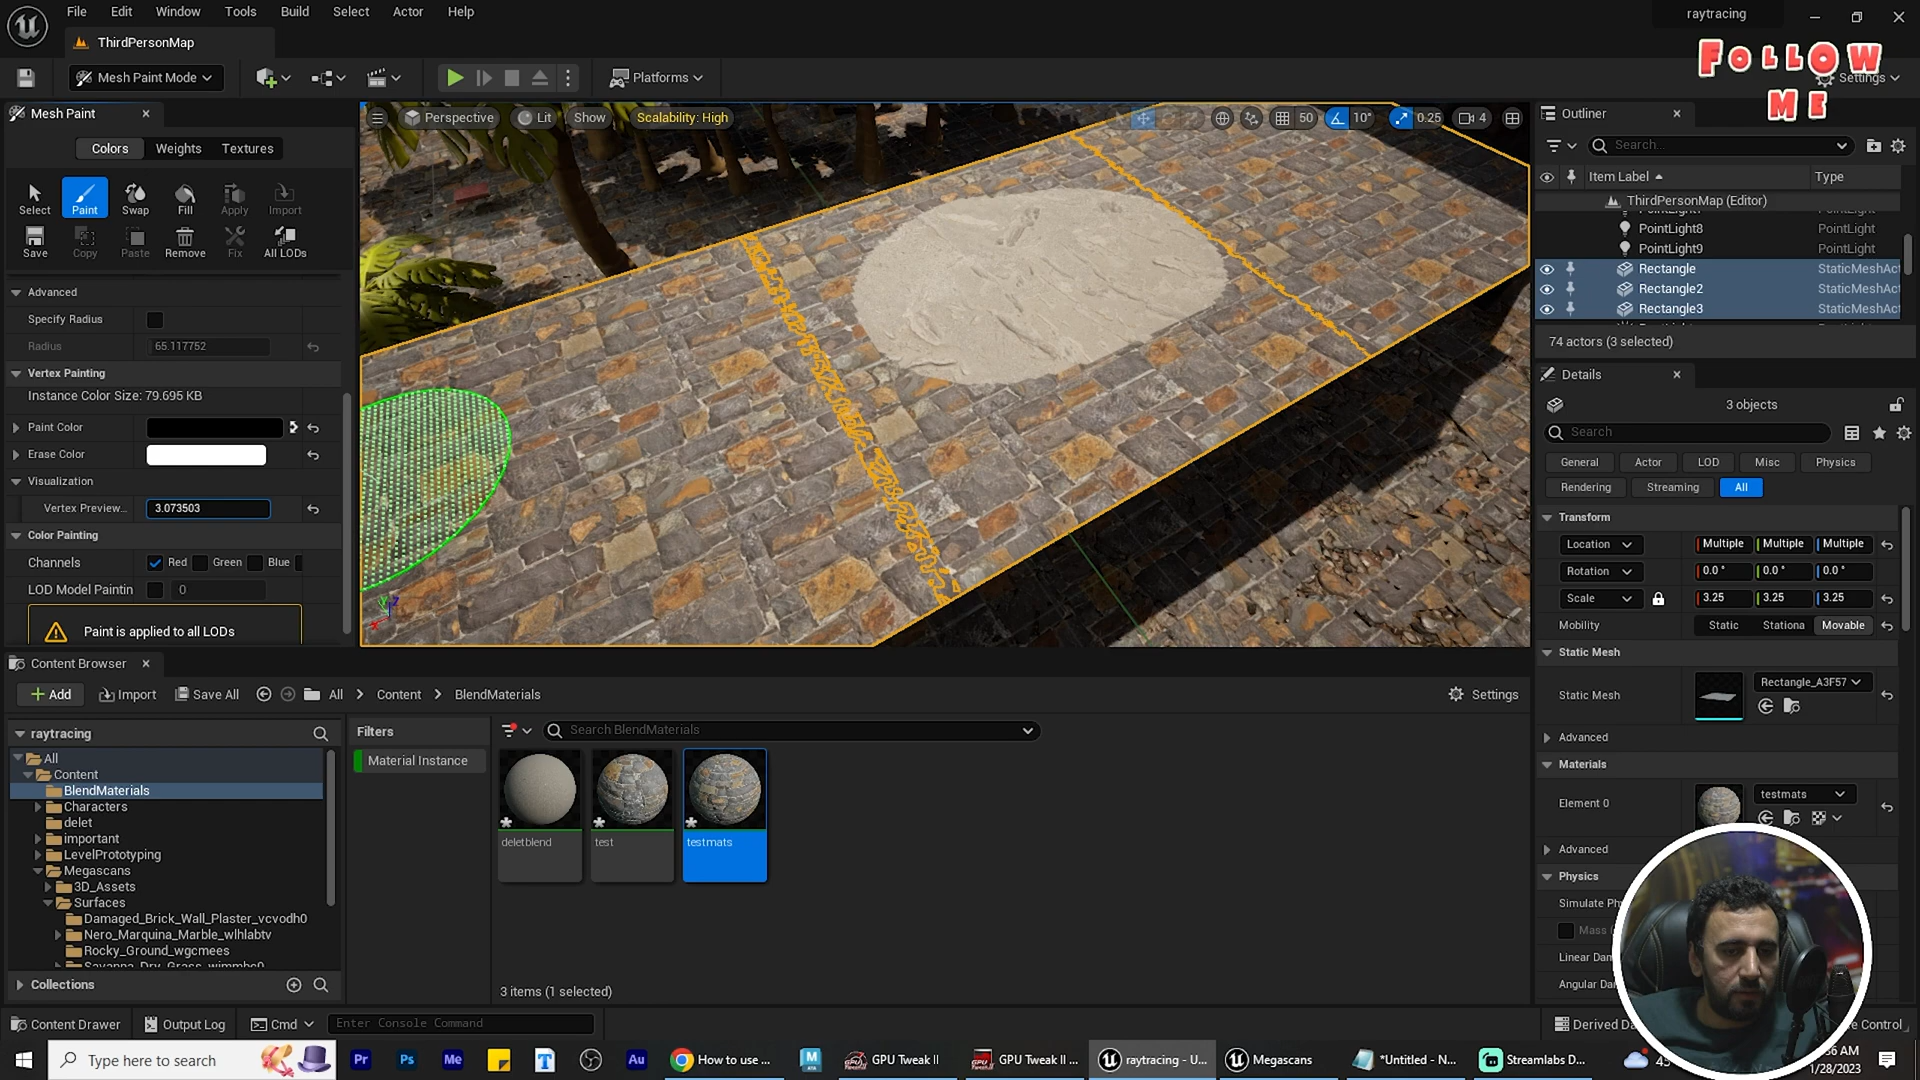 File Edit Window Tools Build Select Actor Help
raytracing
ThirdPersonMap
FOLLOW
ME
Mesh Paint Mode
Platforms
Settings
Mesh Paint
Colors Weights Textures
Select Paint Swap Fill Apply Import
Save Copy Paste Remove Fix All LODs
Advanced
Specify Radius
Radius 65.117752
Vertex Painting
Instance Color Size: 79.695 KB
Paint Color
Erase Color
Visualization
Vertex Preview... 3.073503
Color Painting
Channels Red Green Blue
LOD Model Paintin 0
Paint is applied to all LODs
Perspective Lit Show Scalability: High 50 10° 0.25 4
Outliner
Search...
Item Label Type
ThirdPersonMap (Editor)
PointLight8 PointLight
PointLight9 PointLight
Rectangle StaticMeshAct
Rectangle2 StaticMeshAct
Rectangle3 StaticMeshAct
74 actors (3 selected)
Details
3 objects
Search
General Actor LOD Misc Physics
Rendering Streaming All
Transform
Location Multiple Multiple Multiple
Rotation 0.0 ° 0.0 ° 0.0 °
Scale 3.25 3.25 3.25
Mobility Static Stationa Movable
Static Mesh
Static Mesh Rectangle_A3F57
Advanced
Materials
Element 0 testmats
Advanced
Physics
Simulate Ph
Mass
Linear Dam
Angular Da
Content Browser
Add Import Save All All Content BlendMaterials Settings
raytracing
All
Content
BlendMaterials
Characters
delet
important
LevelPrototyping
Megascans
3D_Assets
Surfaces
Damaged_Brick_Wall_Plaster_vcvodh0
Nero_Marquina_Marble_wlhlabtv
Rocky_Ground_wgcmees
Collections
Filters
Material Instance
Search BlendMaterials
deletblend test testmats
3 items (1 selected)
Content Drawer Output Log Cmd Enter Console Command
Derived Da
Control
Type here to search
Pr Ps Me T Au How to use ... GPU Tweak II GPU Tweak II ... raytracing - U... Megascans *Untitled - N... Streamlabs D...
1/28/2023